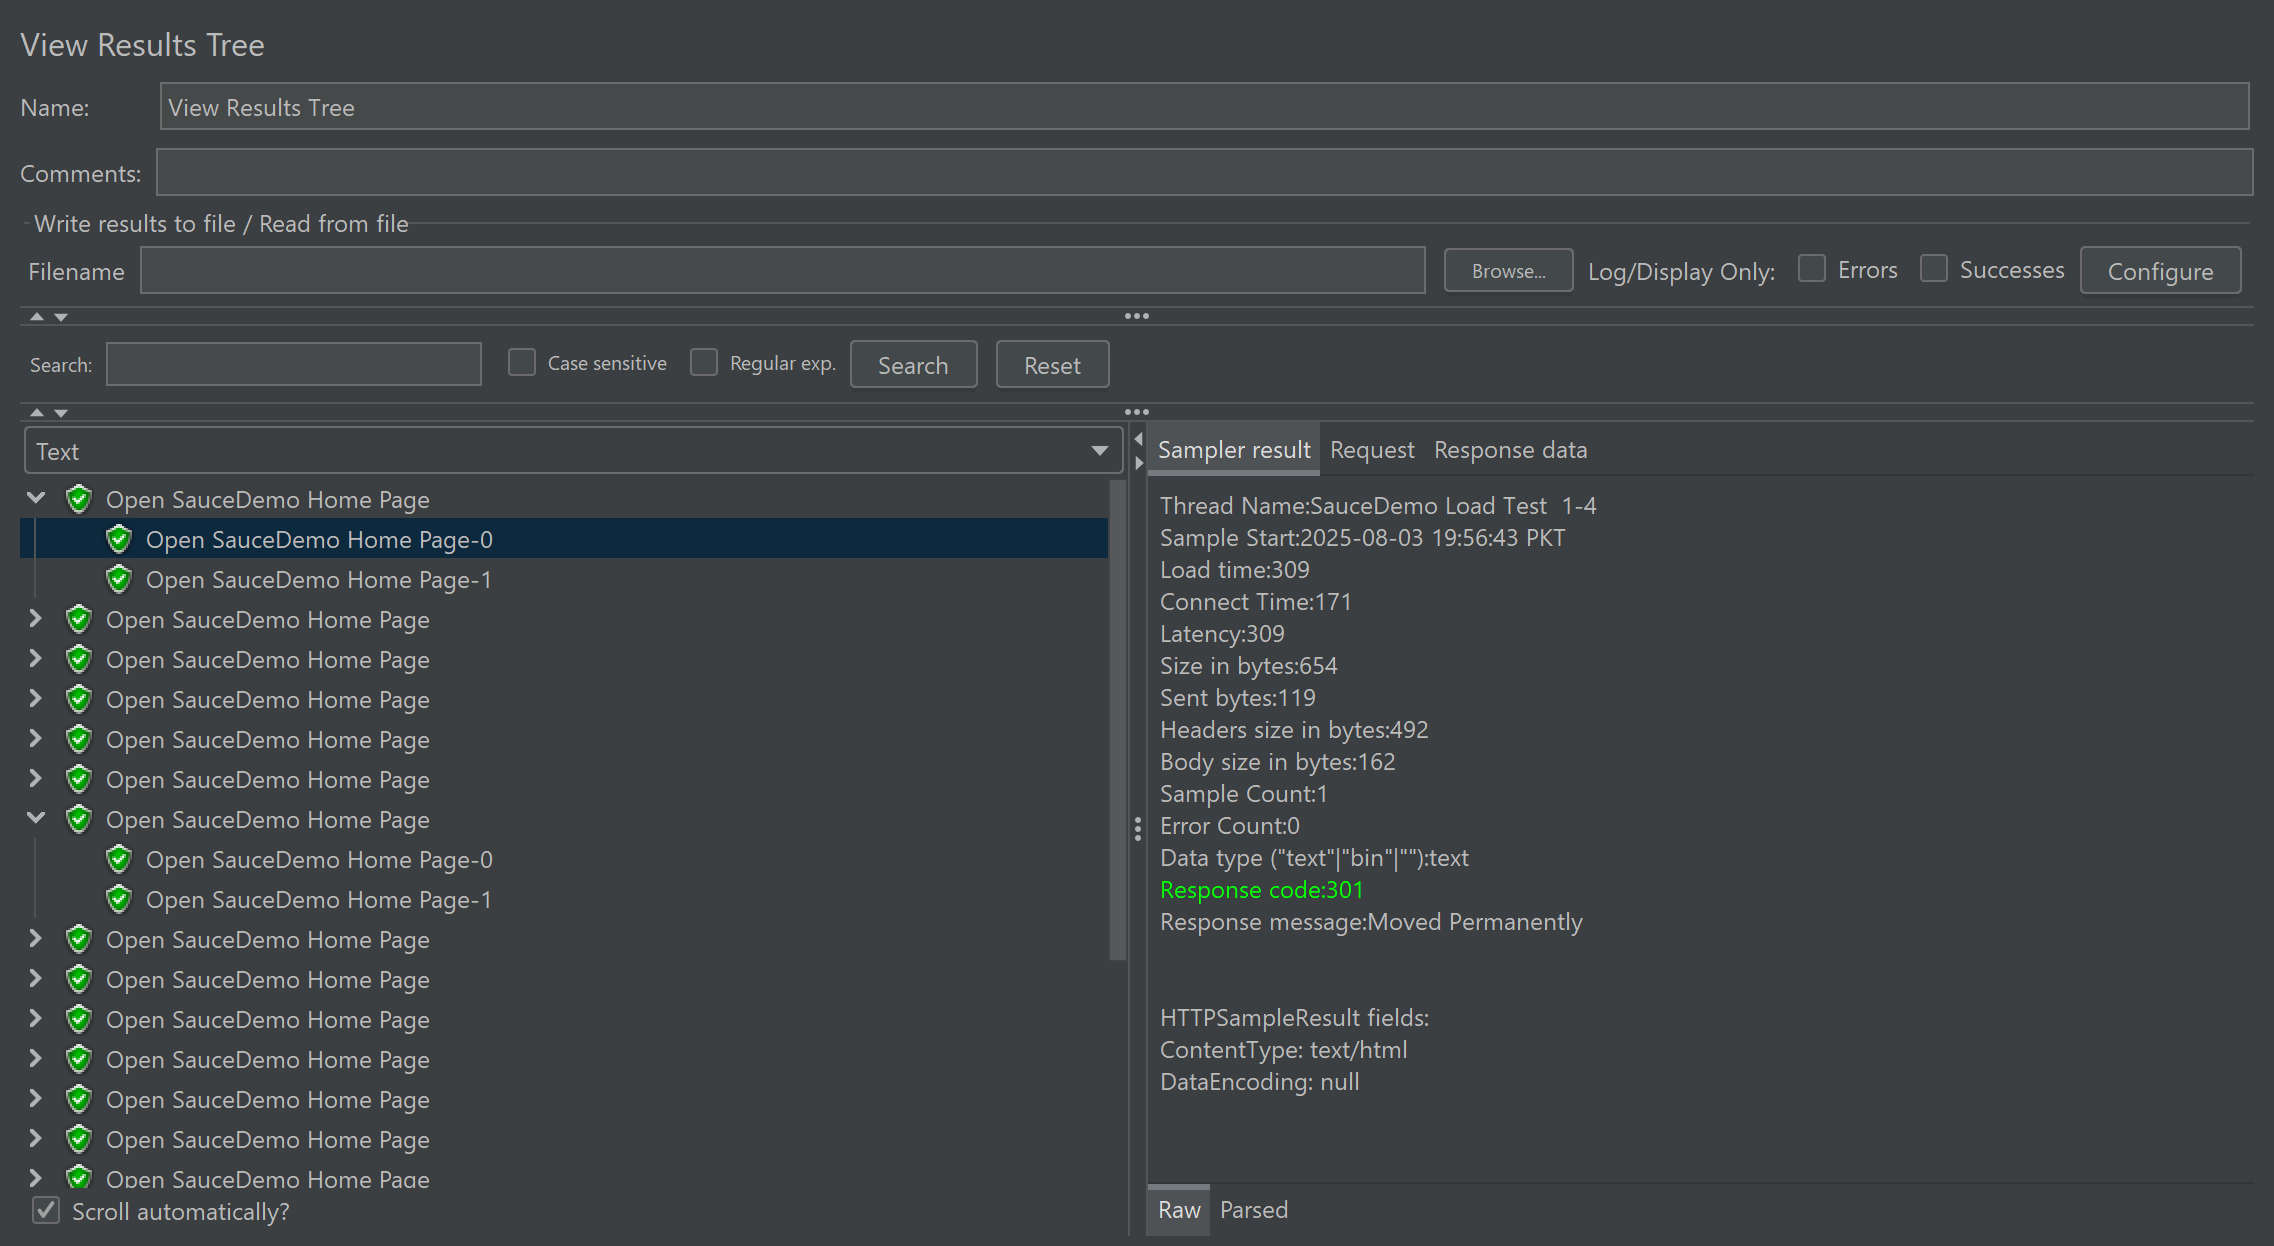 View Results Tree
Name: View Results Tree
Comments:
Write results to file / Read from file
Filename Browse... Log/Display Only: Errors Successes Configure
Search: Case sensitive Regular exp. Search Reset
Text
Open SauceDemo Home Page
Open SauceDemo Home Page-0
Open SauceDemo Home Page-1
Open SauceDemo Home Page
Open SauceDemo Home Page
Open SauceDemo Home Page
Open SauceDemo Home Page
Open SauceDemo Home Page
Open SauceDemo Home Page
Open SauceDemo Home Page-0
Open SauceDemo Home Page-1
Open SauceDemo Home Page
Open SauceDemo Home Page
Open SauceDemo Home Page
Open SauceDemo Home Page
Open SauceDemo Home Page
Open SauceDemo Home Page
Open SauceDemo Home Page
Scroll automatically?
Sampler result Request Response data
Thread Name:SauceDemo Load Test  1-4
Sample Start:2025-08-03 19:56:43 PKT
Load time:309
Connect Time:171
Latency:309
Size in bytes:654
Sent bytes:119
Headers size in bytes:492
Body size in bytes:162
Sample Count:1
Error Count:0
Data type ("text"|"bin"|""):text
Response code:301
Response message:Moved Permanently
HTTPSampleResult fields:
ContentType: text/html
DataEncoding: null
Raw Parsed